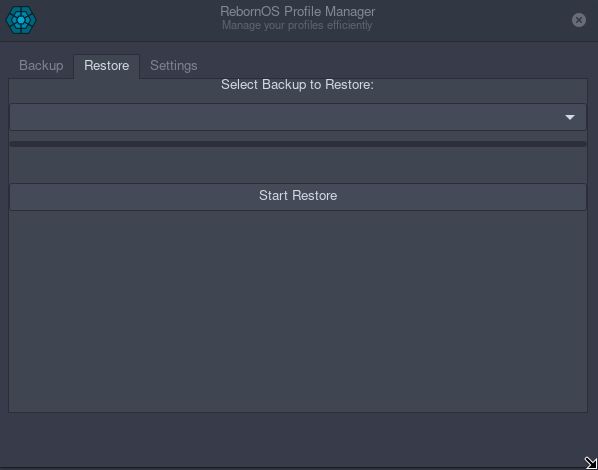 RebornOS Profile Manager
Manage your profiles efficiently
Backup Restore Settings
Select Backup to Restore:
Start Restore